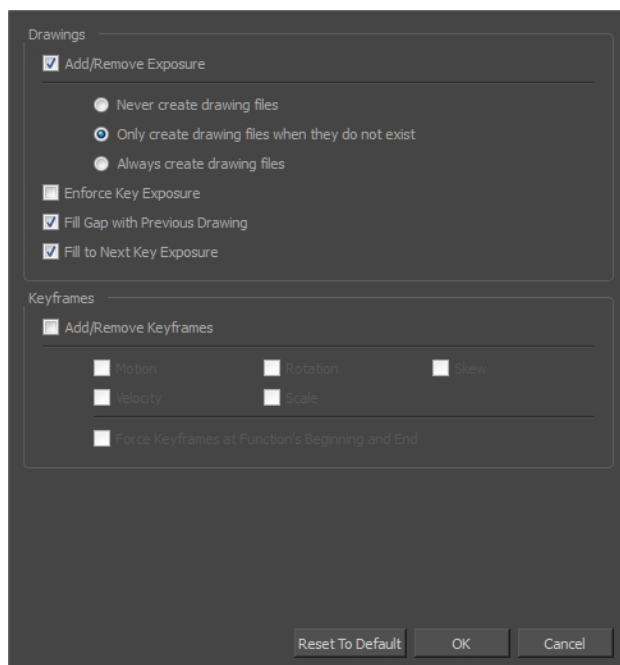 Drawings
Add/Remove Exposure
Never create drawing files
Only create drawing files when they do not exist
Always create drawing files
Enforce Key Exposure
Fill Gap with Previous Drawing
Fill to Next Key Exposure
Keyframes
Add/Remove Keyframes
Motion Rotation Skew
Velocity Scale
Force Keyframes at Function's Beginning and End
Reset To Default OK Cancel